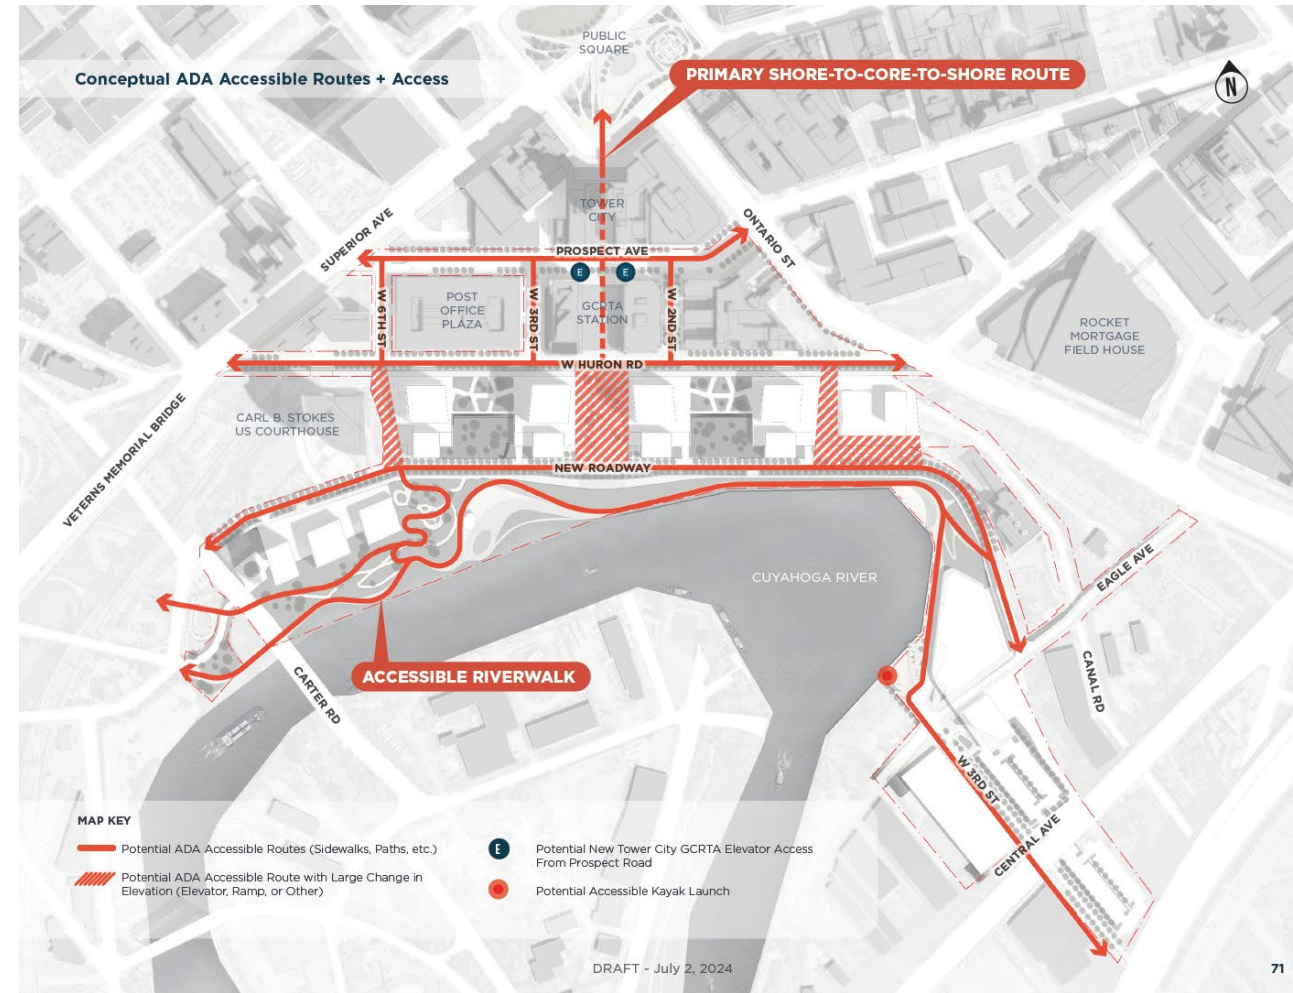 PUBLIC
SQUARE
Conceptual ADA Accessible Routes + Access
PRIMARY SHORE-TO-CORE-TO-SHORE ROUTE
N
TOWER
CITY
SUPERIOR AVE
ONTARIO ST
PROSPECT AVE
E
E
POST
OFFICE
PLAZA
W 6TH ST
W 3RD ST
GCRTA
STATION
W 2ND ST
ROCKET
MORTGAGE
FIELD HOUSE
W HURON RD
CARL B. STOKES
US COURTHOUSE
VETERNS MEMORIAL BRIDGE
NEW ROADWAY
CUYAHOGA RIVER
EAGLE AVE
ACCESSIBLE RIVERWALK
CARTER RD
CANAL RD
W 3RD ST
CENTRAL AVE
MAP KEY
Potential ADA Accessible Routes (Sidewalks, Paths, etc.)
Potential ADA Accessible Route with Large Change in
Elevation (Elevator, Ramp, or Other)
E
Potential New Tower City GCRTA Elevator Access
From Prospect Road
Potential Accessible Kayak Launch
DRAFT - July 2, 2024
71